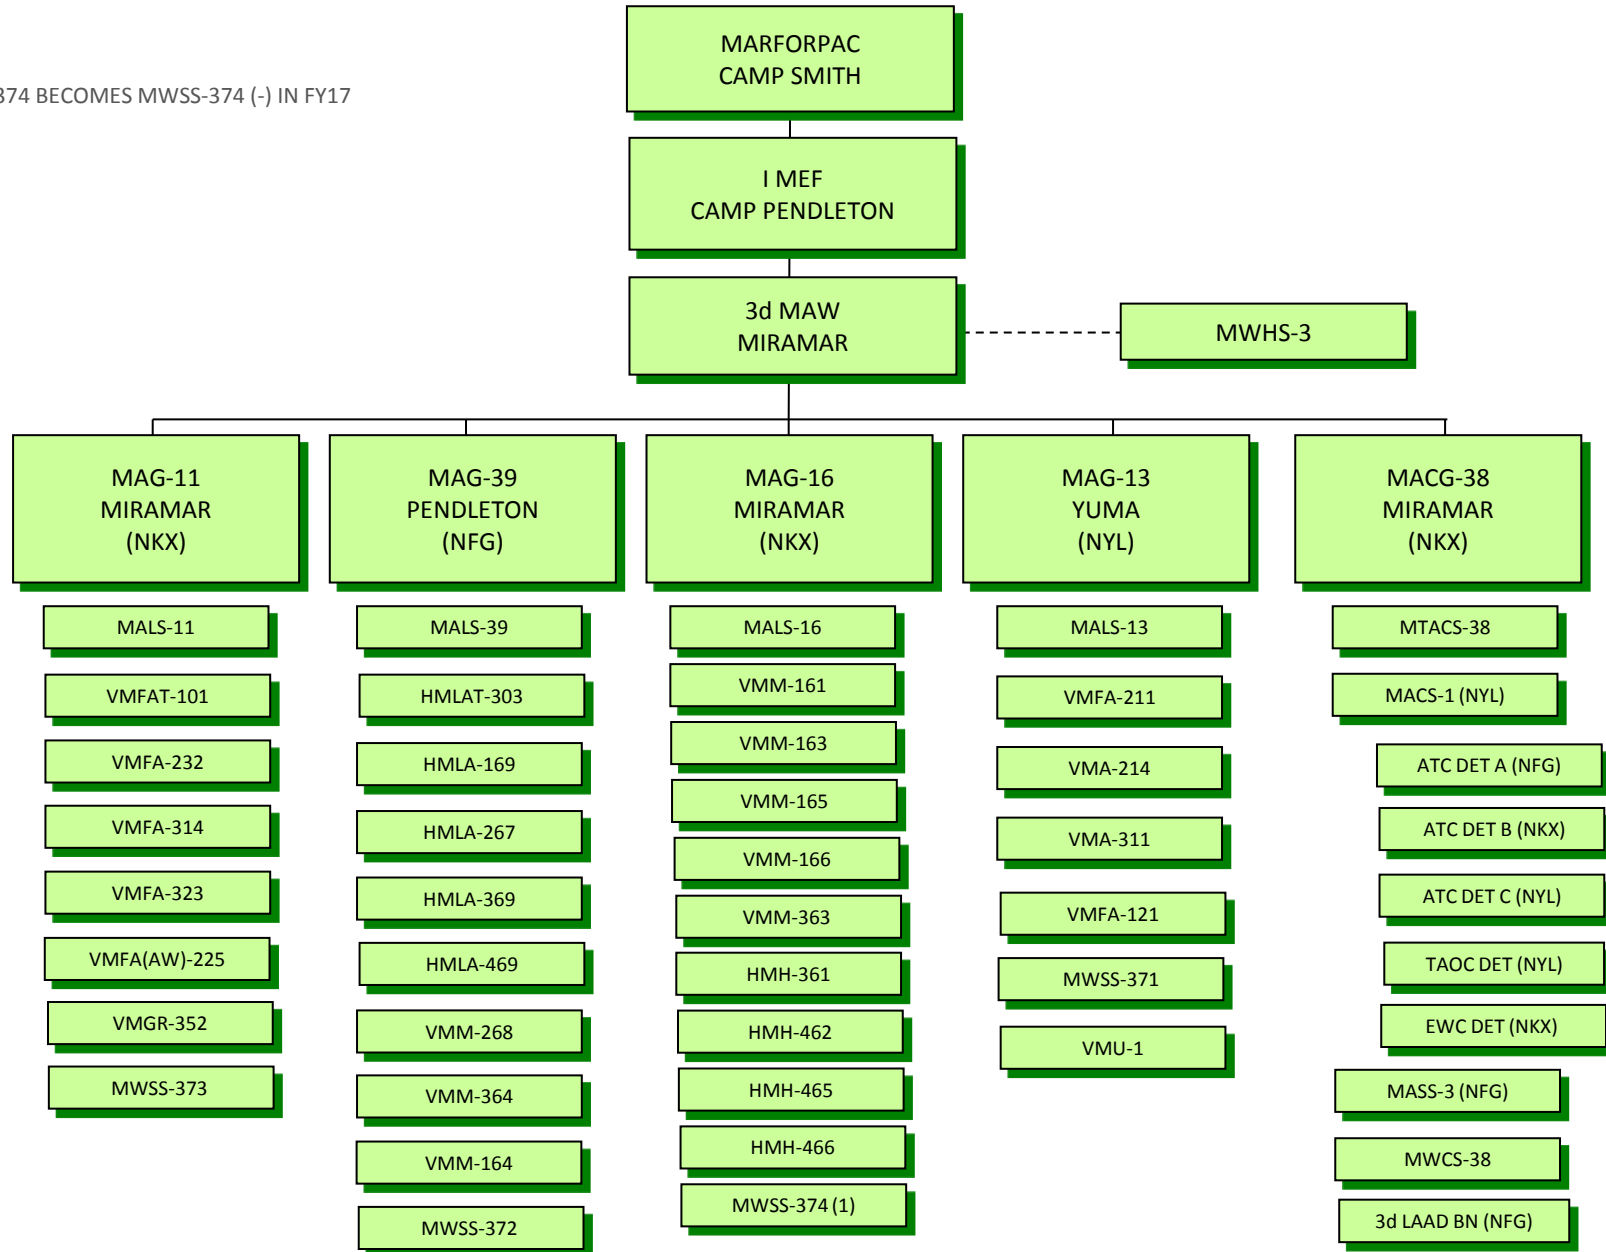 MARFORPAC
CAMP SMITH
374 BECOMES MWSS-374 (-) IN FY17
I MEF
CAMP PENDLETON
3d MAW
MIRAMAR
MWHS-3
MAG-11
MIRAMAR
(NKX)
MALS-11
VMFAT-101
VMFA-232
VMFA-314
VMFA-323
VMFA(AW)-225
VMGR-352
MWSS-373
MAG-39
PENDLETON
(NFG)
MALS-39
HMLAT-303
HMLA-169
HMLA-267
HMLA-369
HMLA-469
VMM-268
VMM-364
VMM-164
MWSS-372
MAG-16
MIRAMAR
(NKX)
MALS-16
VMM-161
VMM-163
VMM-165
VMM-166
VMM-363
HMH-361
HMH-462
HMH-465
HMH-466
MWSS-374 (1)
MAG-13
YUMA
(NYL)
MALS-13
VMFA-211
VMA-214
VMA-311
VMFA-121
MWSS-371
VMU-1
MACG-38
MIRAMAR
(NKX)
MTACS-38
MACS-1 (NYL)
ATC DET A (NFG)
ATC DET B (NKX)
ATC DET C (NYL)
TAOC DET (NYL)
EWC DET (NKX)
MASS-3 (NFG)
MWCS-38
3d LAAD BN (NFG)